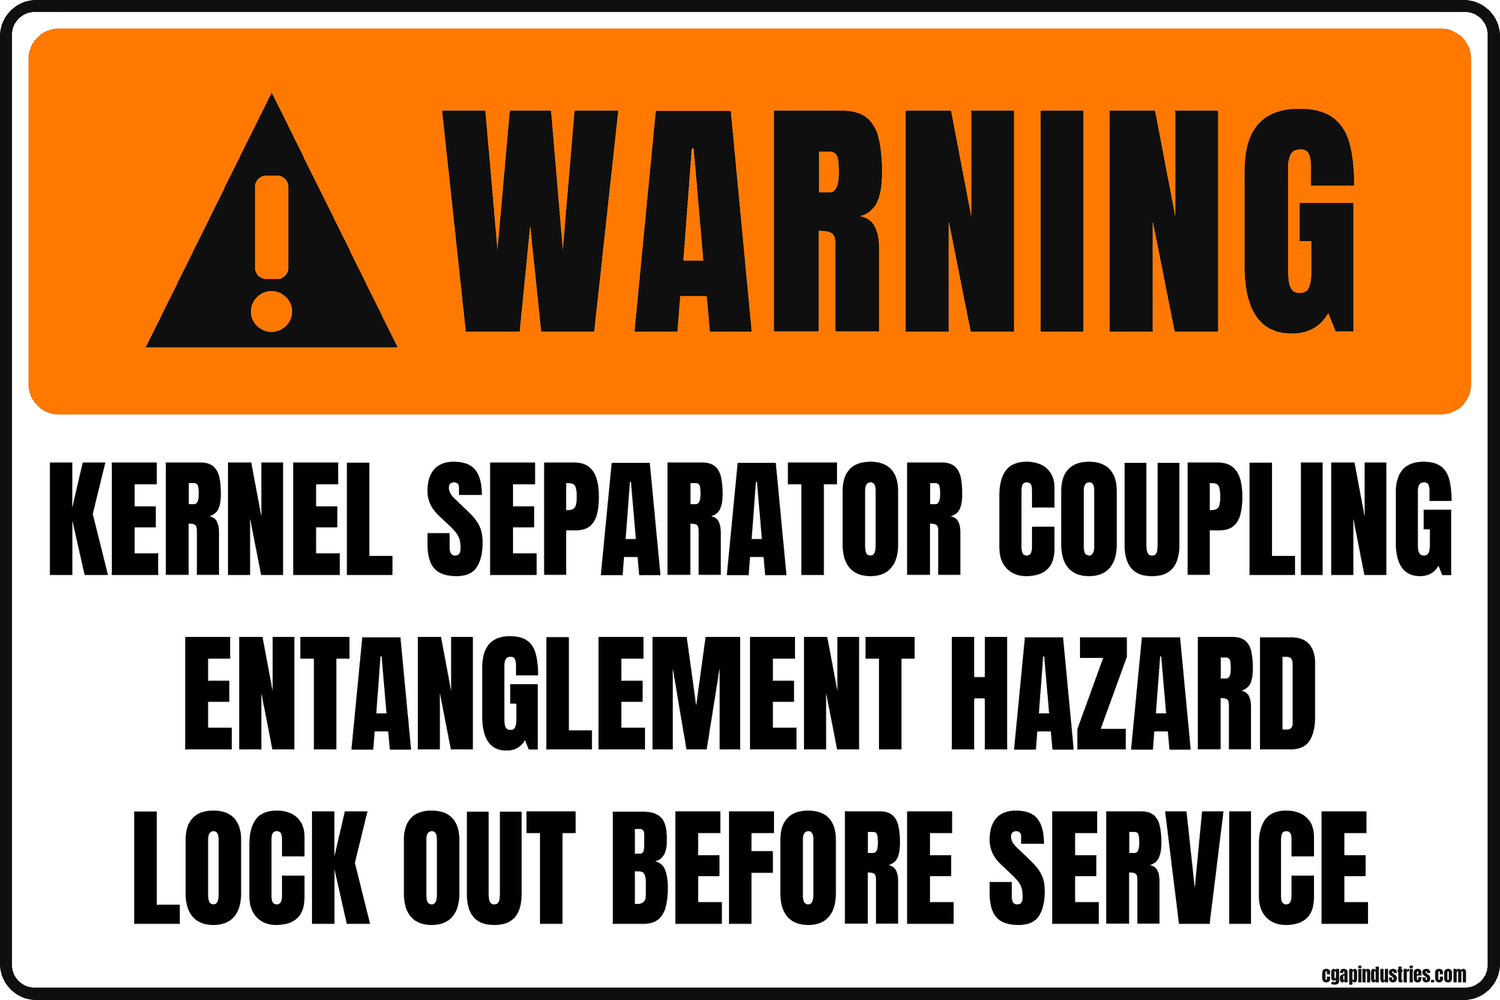 WARNING
KERNEL SEPARATOR COUPLING
ENTANGLEMENT HAZARD
LOCK OUT BEFORE SERVICE
cgapindustries.com